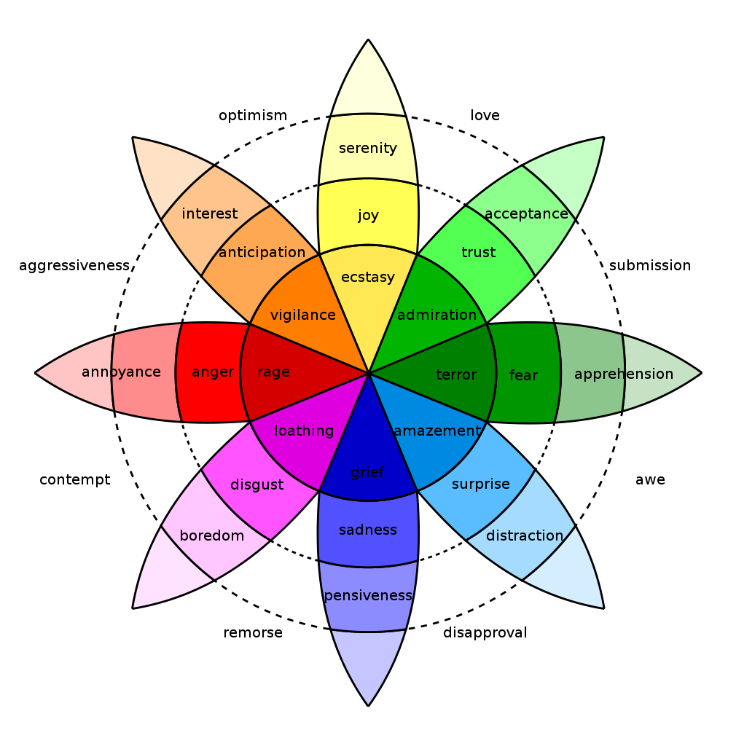 optimism
love
serenity
interest
joy
acceptance
anticipation
trust
aggressiveness
submission
ecstasy
vigilance
admiration
annoyance
anger
rage
terror
fear
apprehension
loathing
amazement
contempt
disgust
grief
surprise
awe
sadness
boredom
distraction
pensiveness
remorse
disapproval